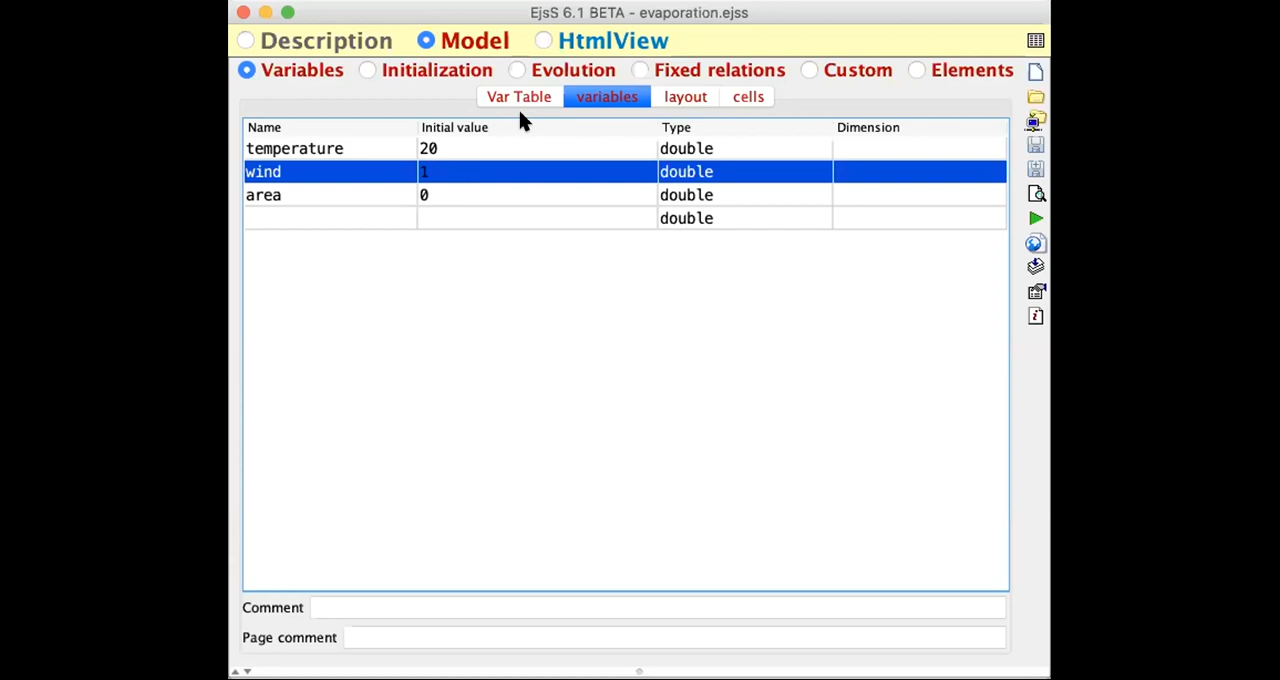 EjsS 6.1 BETA - evaporation.ejss
Description Model HtmlView
Variables Initialization Evolution Fixed relations Custom Elements
Var Table variables layout cells
Name Initial value Type Dimension
temperature 20 double
wind 1 double
area 0 double
double
Comment
Page comment